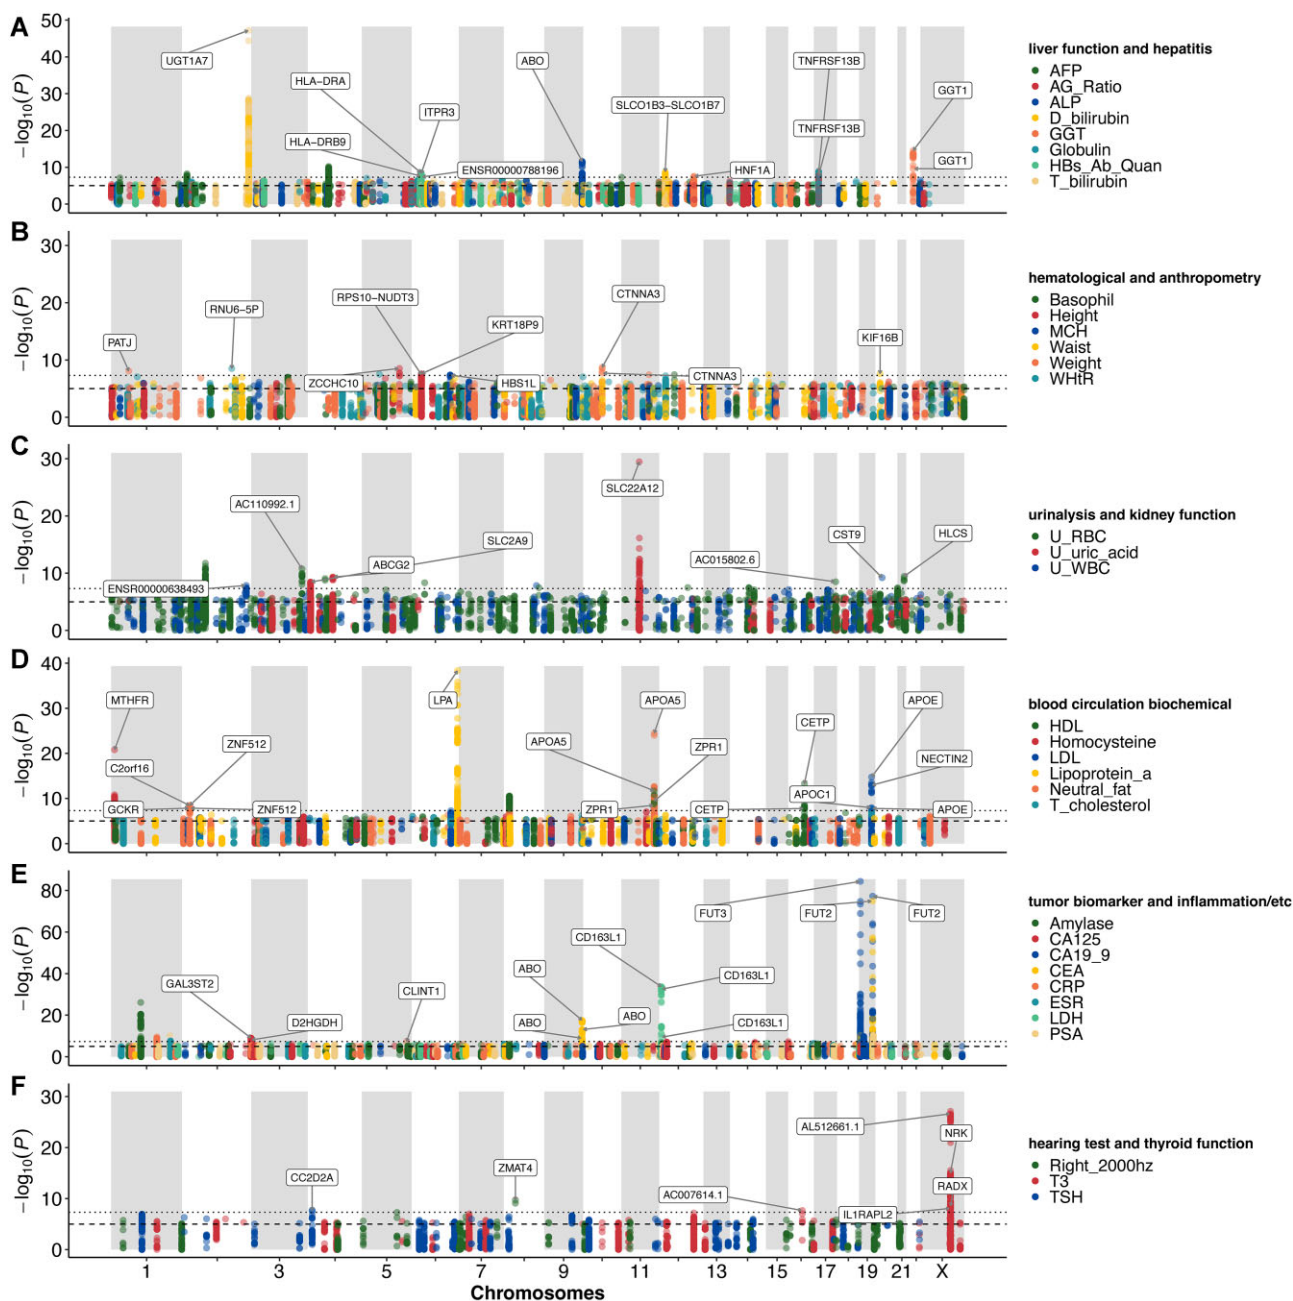 A
50
40
30
20
10
0
−log10(P)
UGT1A7
HLA−DRA
HLA−DRB9
ITPR3
ENSR00000788196
ABO
SLCO1B3−SLCO1B7
TNFRSF13B
TNFRSF13B
HNF1A
GGT1
GGT1
liver function and hepatitis
AFP
AG_Ratio
ALP
D_bilirubin
GGT
Globulin
HBs_Ab_Quan
T_bilirubin
B
30
20
10
0
−log10(P)
PATJ
RNU6−5P
RPS10−NUDT3
ZCCHC10
KRT18P9
HBS1L
CTNNA3
CTNNA3
KIF16B
hematological and anthropometry
Basophil
Height
MCH
Waist
Weight
WHtR
C
30
20
10
0
−log10(P)
ENSR00000638493
AC110992.1
ABCG2
SLC2A9
SLC22A12
AC015802.6
CST9
HLCS
urinalysis and kidney function
U_RBC
U_uric_acid
U_WBC
D
40
30
20
10
0
−log10(P)
MTHFR
C2orf16
GCKR
ZNF512
ZNF512
LPA
APOA5
APOA5
ZPR1
ZPR1
CETP
CETP
APOC1
APOE
NECTIN2
APOE
blood circulation biochemical
HDL
Homocysteine
LDL
Lipoprotein_a
Neutral_fat
T_cholesterol
E
80
60
40
20
0
−log10(P)
GAL3ST2
D2HGDH
CLINT1
ABO
ABO
ABO
CD163L1
CD163L1
CD163L1
FUT3
FUT2
FUT2
tumor biomarker and inflammation/etc
Amylase
CA125
CA19_9
CEA
CRP
ESR
LDH
PSA
F
30
20
10
0
−log10(P)
CC2D2A
ZMAT4
AC007614.1
AL512661.1
NRK
RADX
IL1RAPL2
hearing test and thyroid function
Right_2000hz
T3
TSH
1 3 5 7 9 11 13 15 17 19 21 X
Chromosomes